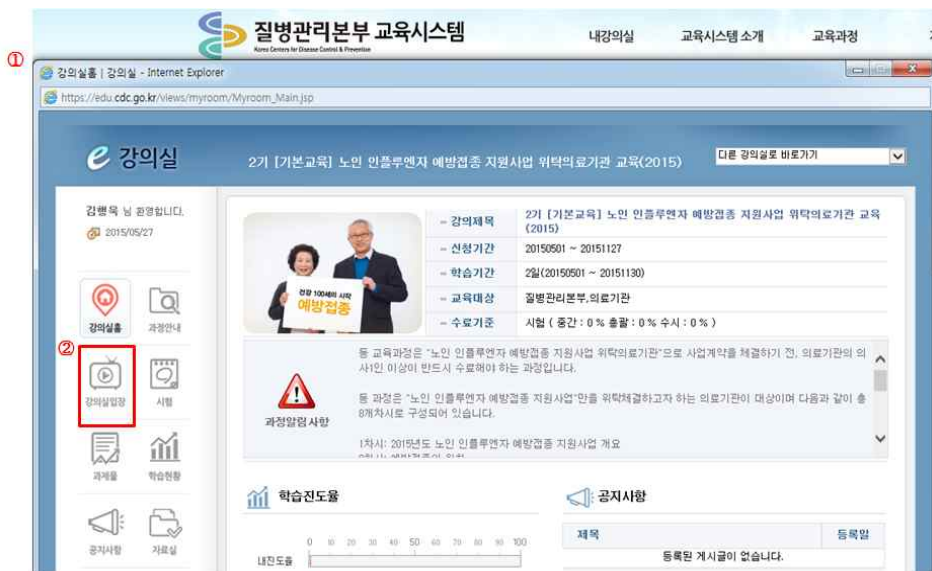 질병관리본부 교육시스템
Korea Centers for Disease Control & Prevention
내강의실 교육시스템 소개 교육과정
①
강의실홈 | 강의실 - Internet Explorer
https://edu.cdc.go.kr/views/myroom/Myroom_Main.jsp
e 강의실
2기 [기본교육] 노인 인플루엔자 예방접종 지원사업 위탁의료기관 교육(2015)
다른 강의실로 바로가기
김행욱 님 환영합니다.
2015/05/27
건강 100세의 시작
예방접종
강의제목
2기 [기본교육] 노인 인플루엔자 예방접종 지원사업 위탁의료기관 교육
(2015)
신청기간 20150501 ~ 20151127
학습기간 2일(20150501 ~ 20151130)
교육대상 질병관리본부,의료기관
수료기준 시험 ( 중간 : 0 % 총괄 : 0 % 수시 : 0 % )
강의실홈 과정안내
②
강의실입장 시험
과제물 학습현황
공지사항 자료실
과정알림사항
동 교육과정은 "노인 인플루엔자 예방접종 지원사업 위탁의료기관"으로 사업계약을 체결하기 전, 의료기관의 의
사1인 이상이 반드시 수료해야 하는 과정입니다.
동 과정은 "노인 인플루엔자 예방접종 지원사업"만을 위탁체결하고자 하는 의료기관이 대상이며 다음과 같이 총
8개차시로 구성되어 있습니다.
1차시: 2015년도 노인 인플루엔자 예방접종 지원사업 개요
학습진도율
0 10 20 30 40 50 60 70 80 90 100
내진도율
공지사항
제목 등록일
등록된 게시글이 없습니다.